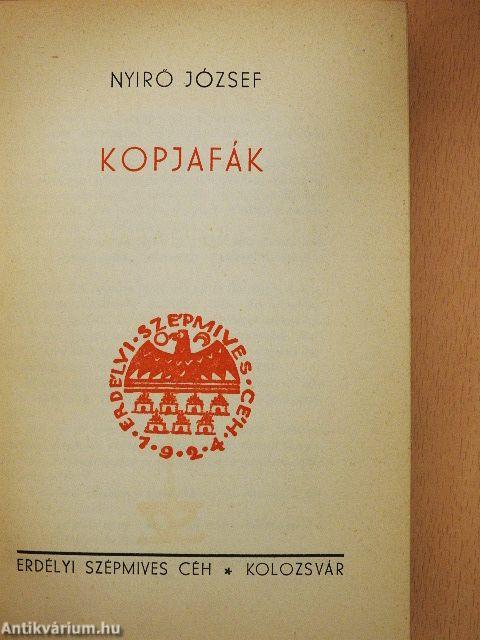 NYIRŐ JÓZSEF
KOPJAFÁK
ERDÉLYI·SZÉPMIVES·CÉH·1924·
ERDÉLYI SZÉPMIVES CÉH * KOLOZSVÁR
Antikvárium.hu